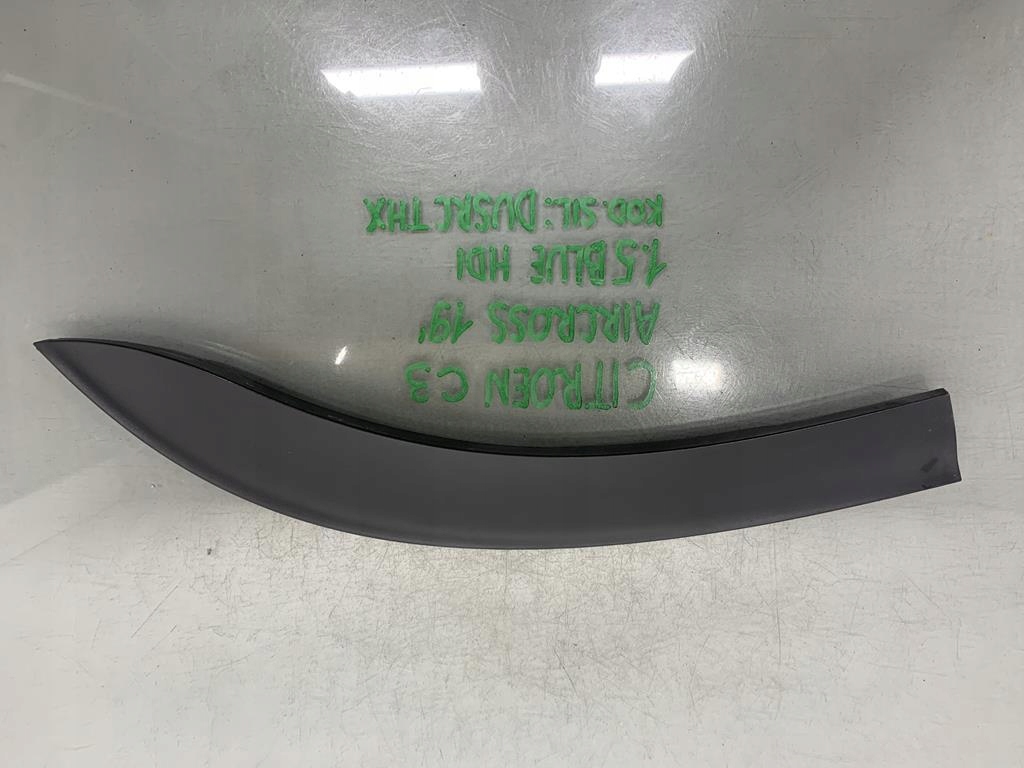 CITROEN C3
AIRCROSS 19'
1.5 BLUE HDI
KOD. SIL: DV5RC THX